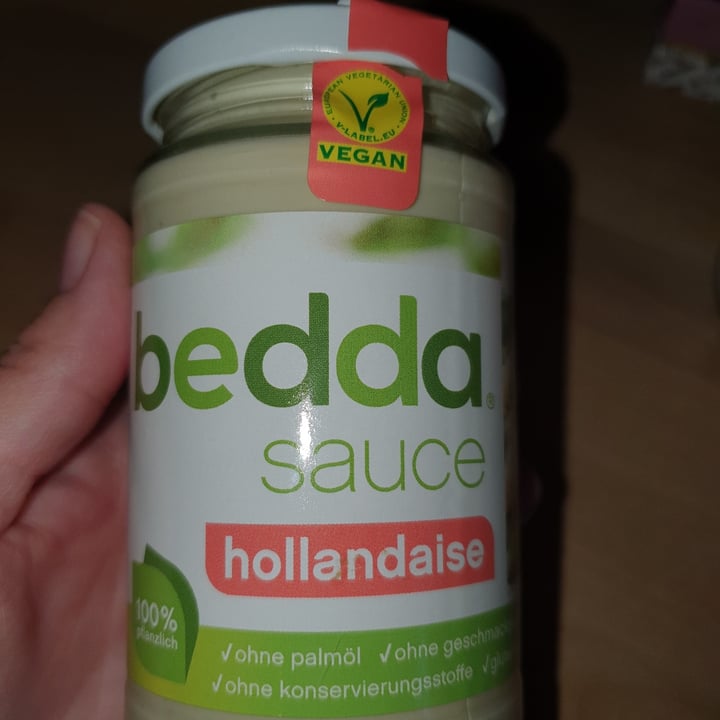 EUROPEAN VEGETARIAN UNION
V-LABEL.EU
VEGAN
bedda®
sauce
hollandaise
100%
pflanzlich
√ohne palmöl √ohne
√ohne konservierungsstoffe